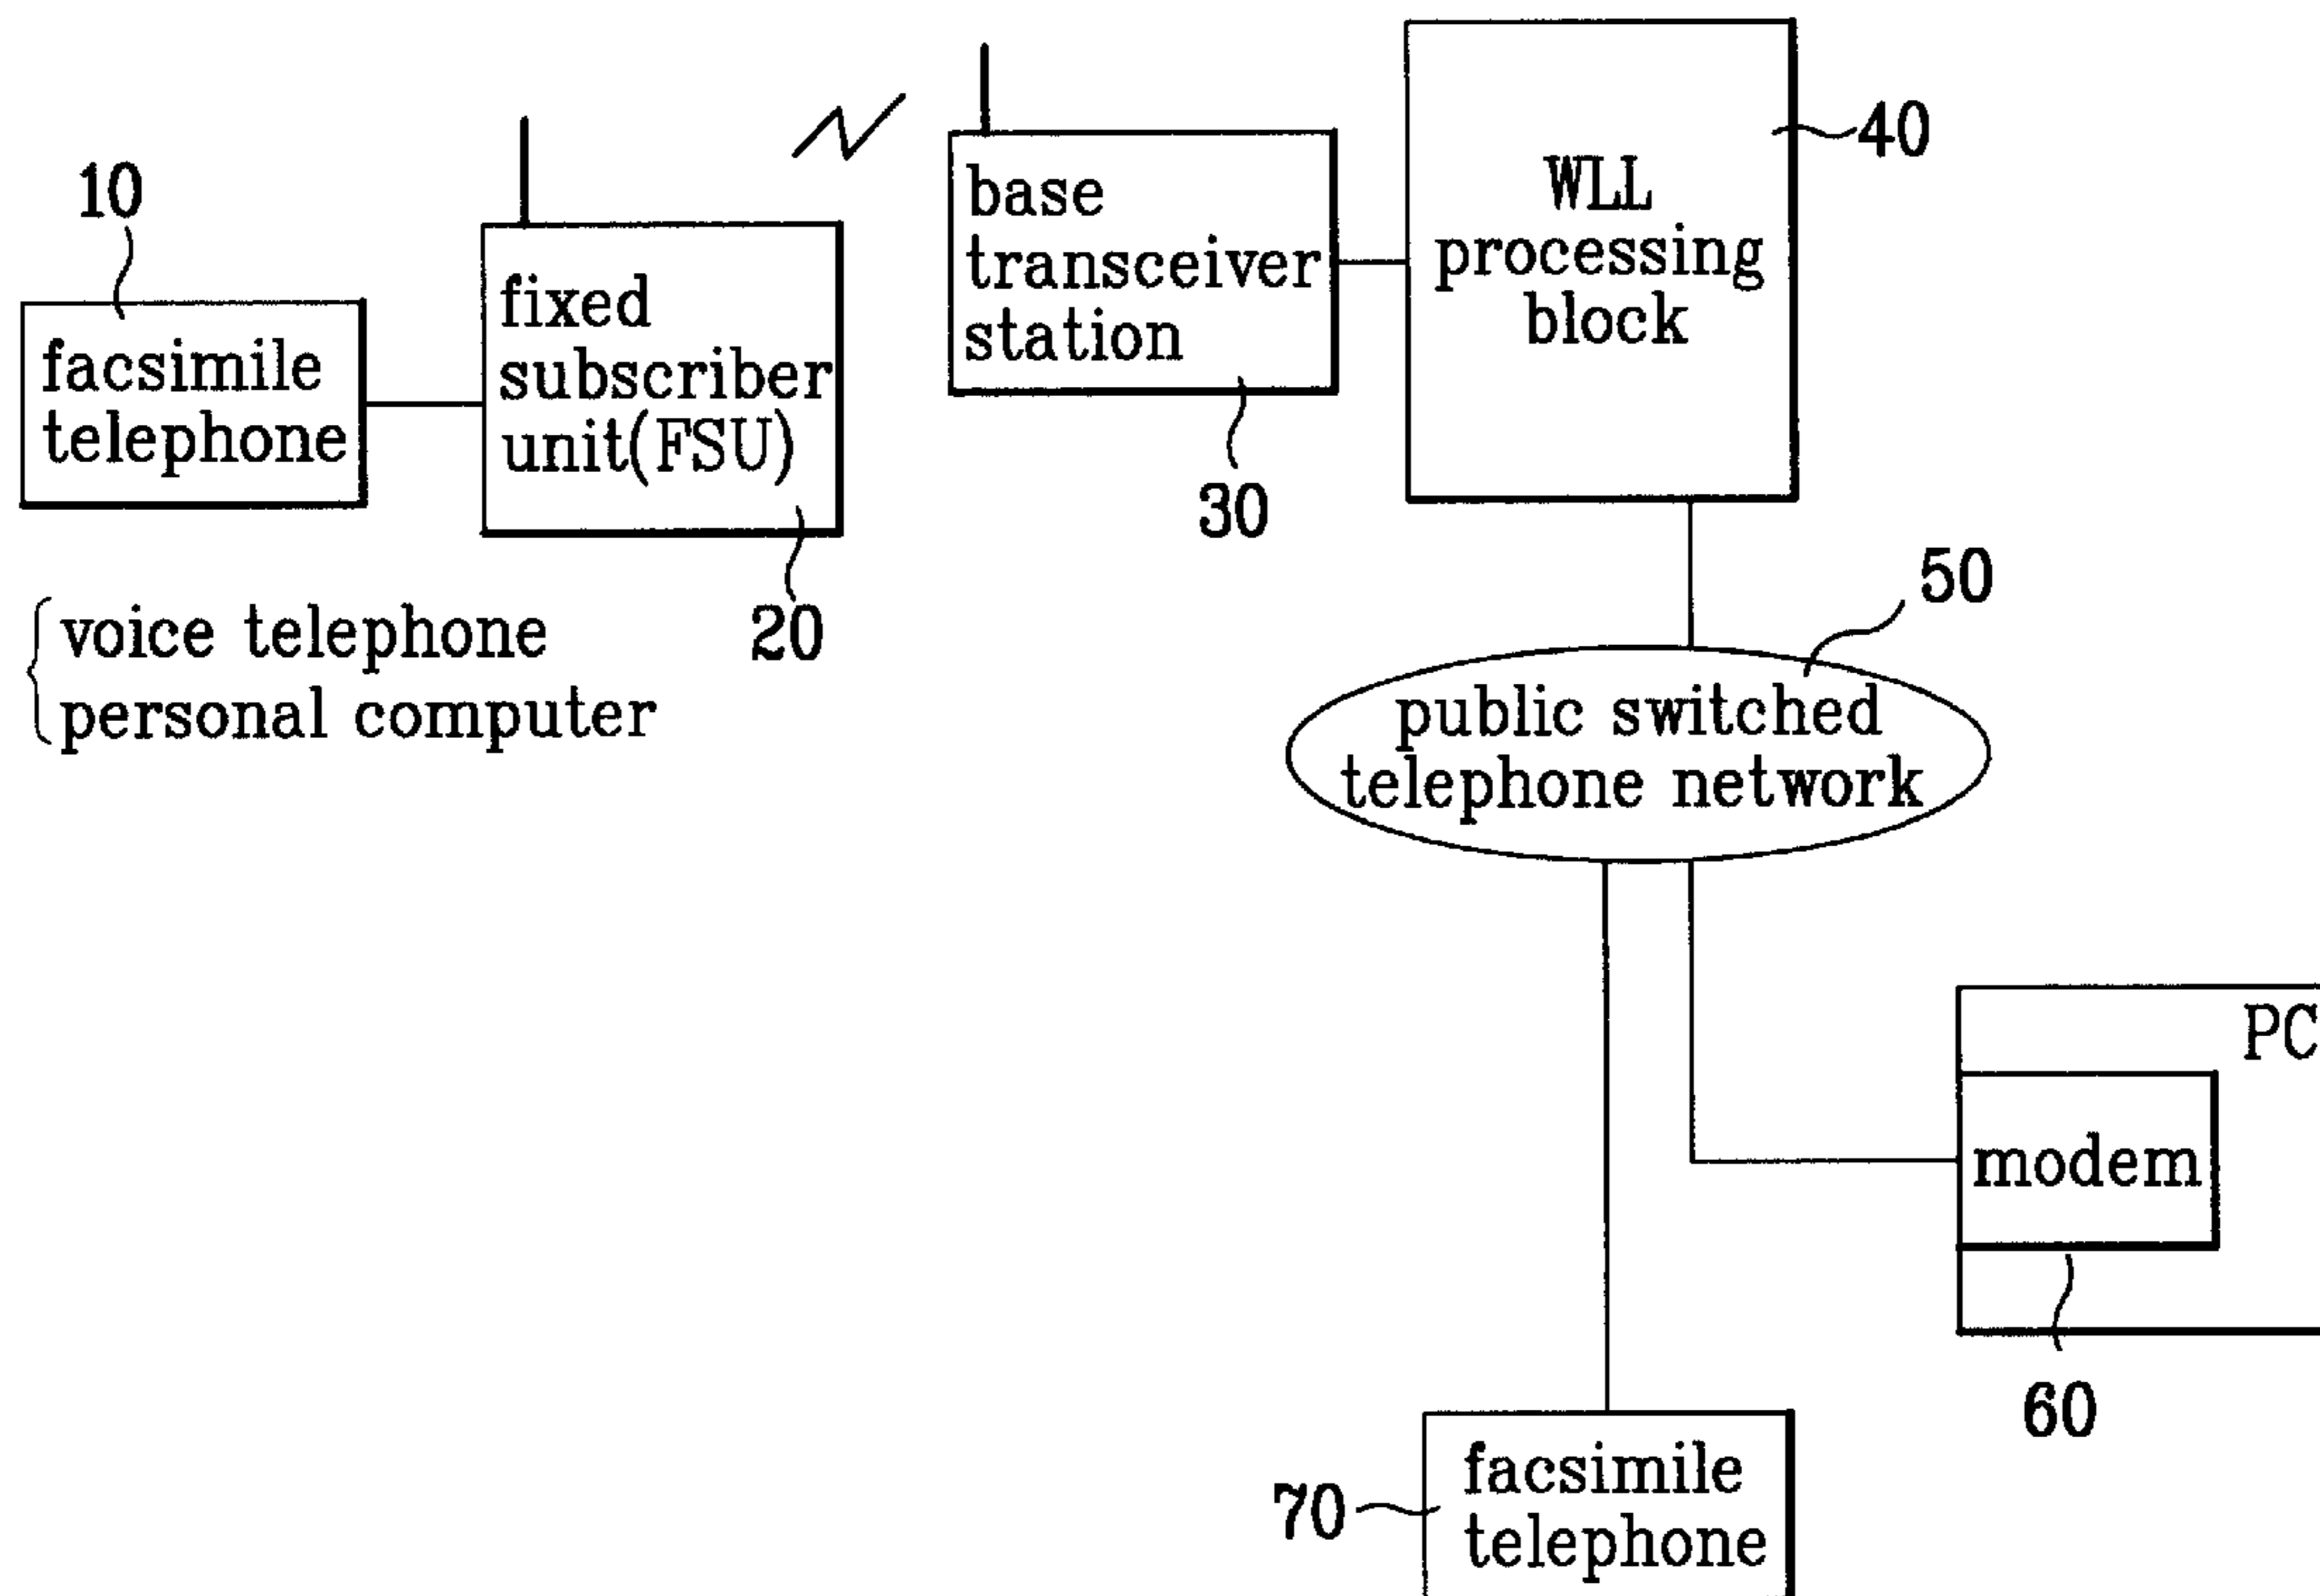 10
facsimile
telephone
voice telephone
personal computer
fixed
subscriber
unit(FSU)
20
base
transceiver
station
30
WLL
processing
block
40
50
public switched
telephone network
PC
modem
60
70
facsimile
telephone